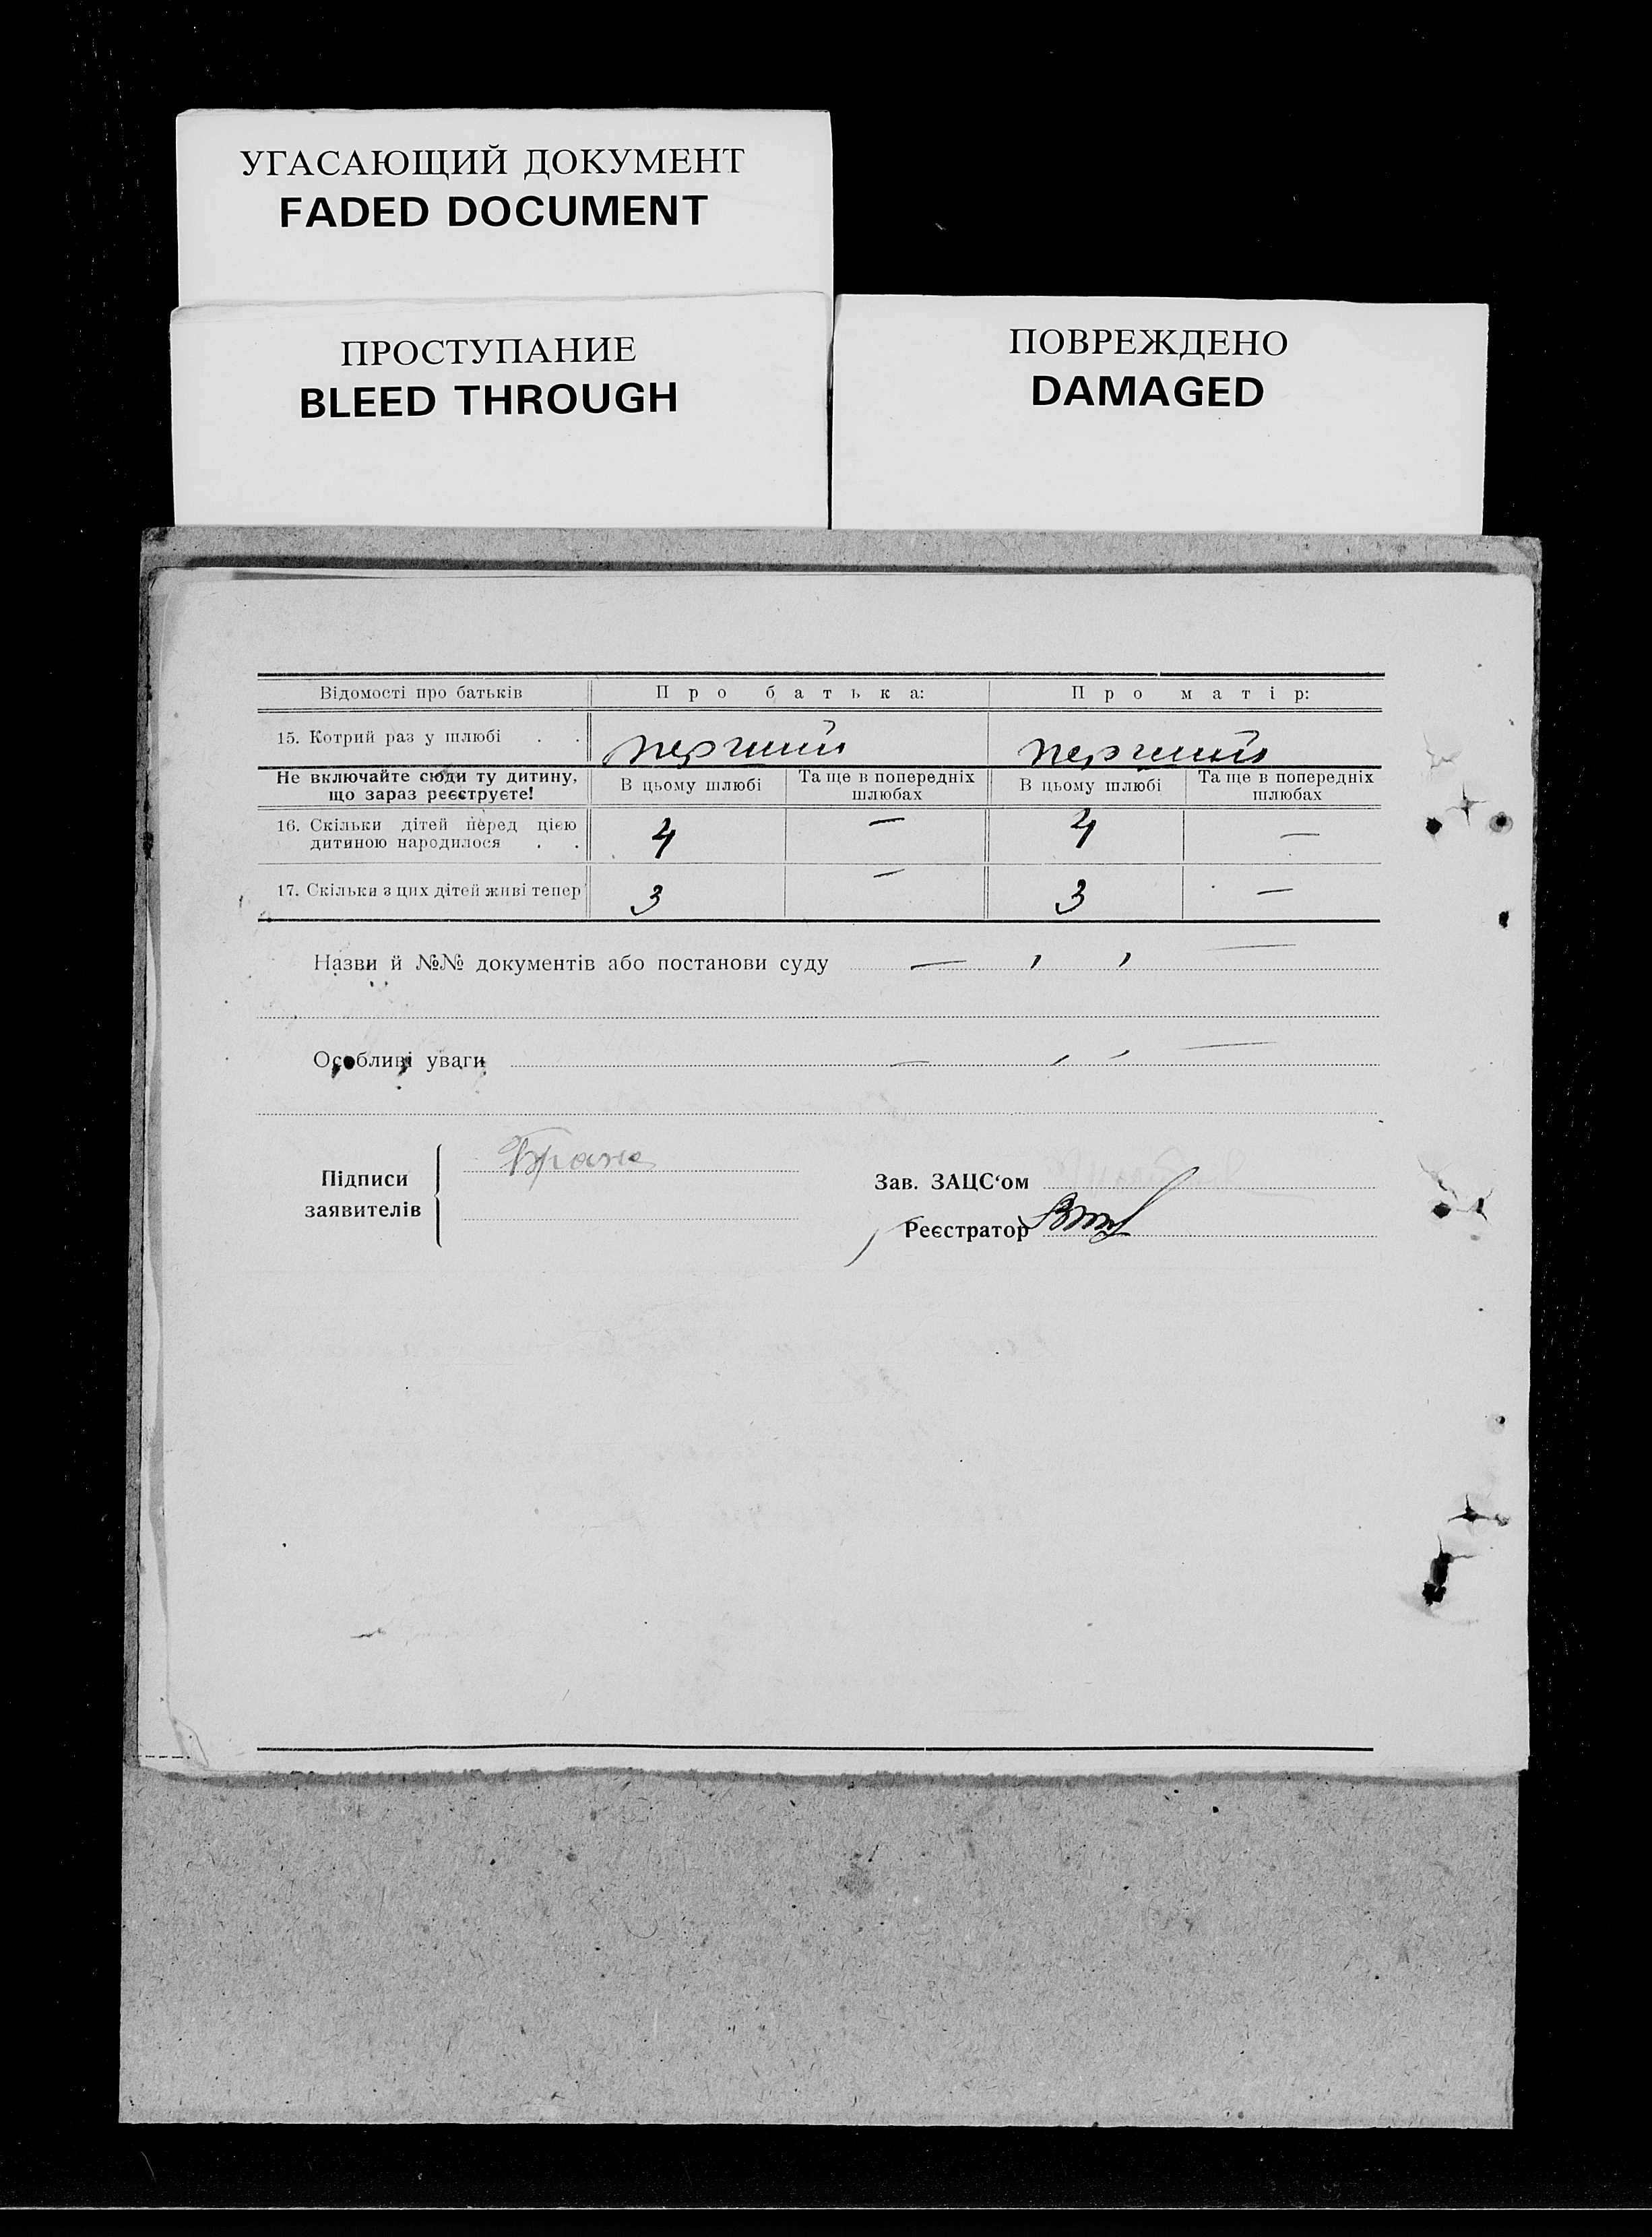 УГАСАЮЩИЙ ДОКУМЕНТ
FADED DOCUMENT
ПРОСТУПАНИЕ
BLEED THROUGH
ПОВРЕЖДЕНО
DAMAGED
Відомості про батьків Про батька: Про матір:
15. Котрий раз у шлюбі . . перший перший
Не включайте сюди ту дитину, що зараз реєструєте! В цьому шлюбі Та ще в попередніх шлюбах В цьому шлюбі Та ще в попередніх шлюбах
16. Скільки дітей перед цією
дитиною народилося . . 4 — 4 —
17. Скільки з цих дітей живі тепер 3 — 3 —
Назви й №№ документів або постанови суду — , , —
Особливі уваги — , , —
Підписи
заявителів
Зав. ЗАЦС‘ом
Реєстратор